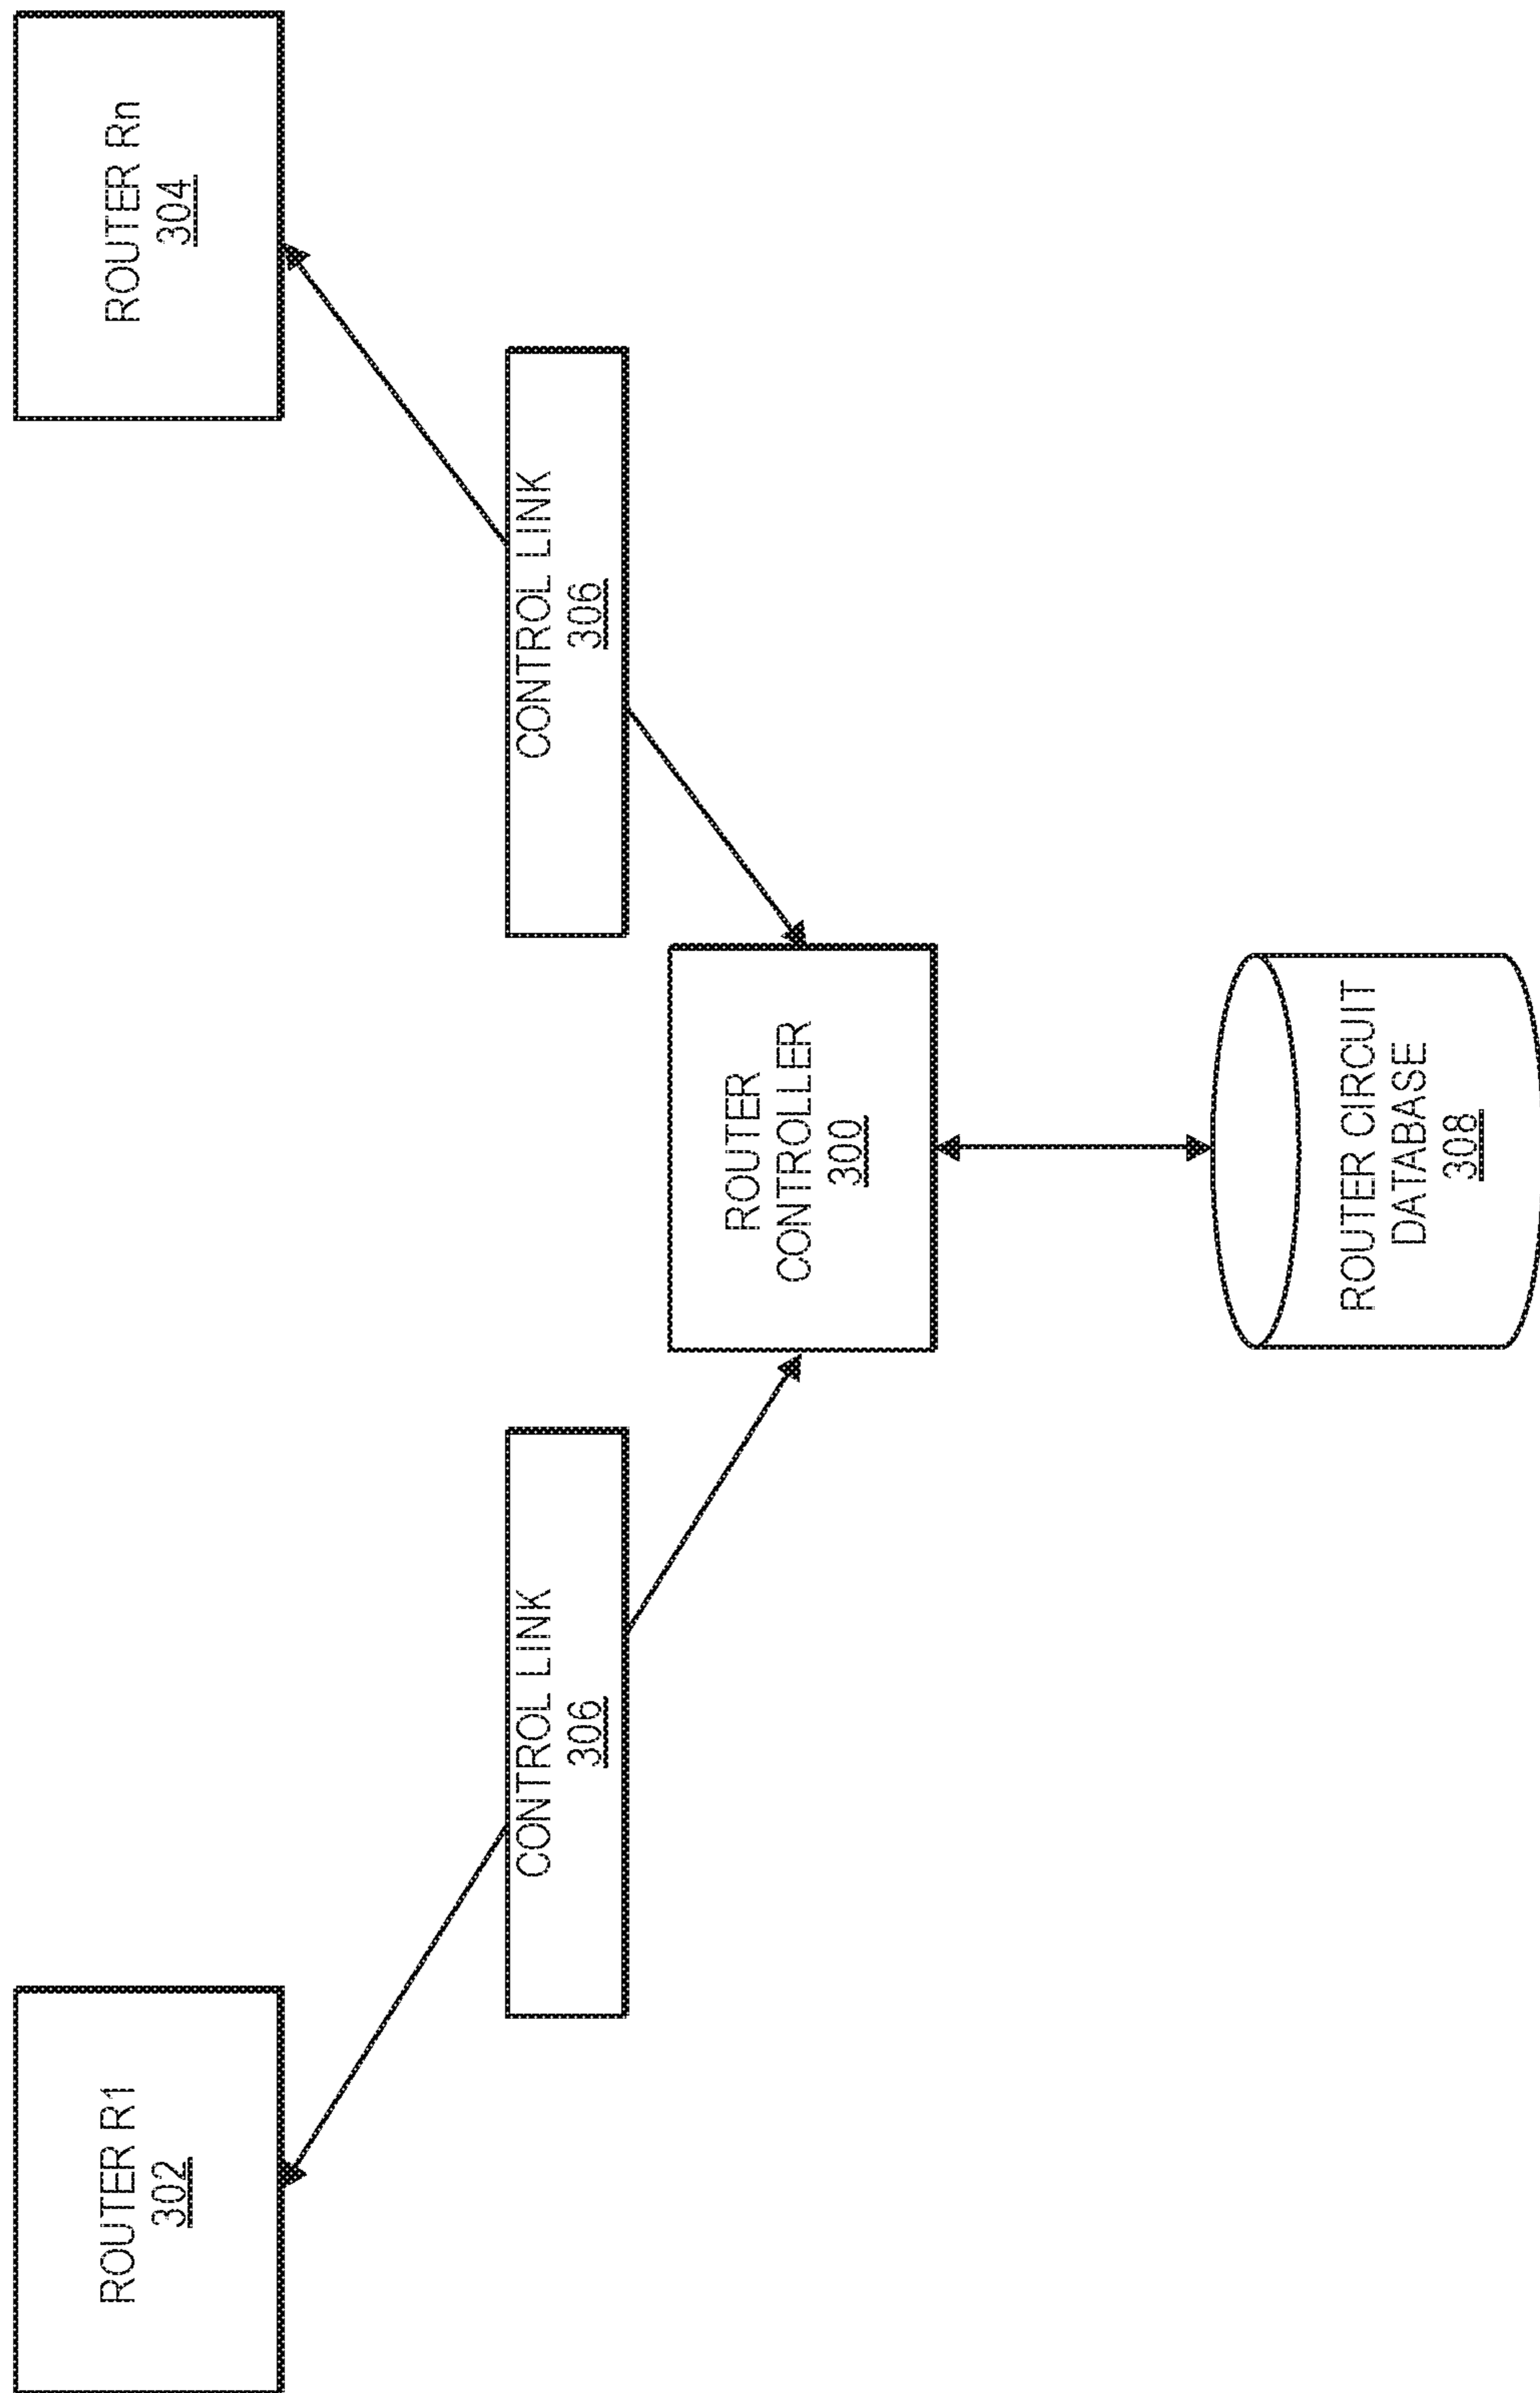 ROUTER R1
302
ROUTER Rn
304
CONTROL LINK
306
CONTROL LINK
306
ROUTER
CONTROLLER
300
ROUTER CIRCUIT
DATABASE
308